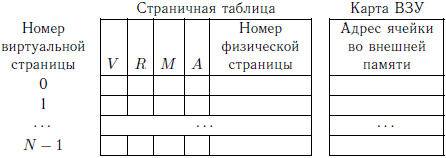 Страничная таблица Карта ВЗУ
Номер виртуальной страницы
V R M A
Номер физической страницы
Адрес ячейки во внешней памяти
0
1
... ... ...
N − 1